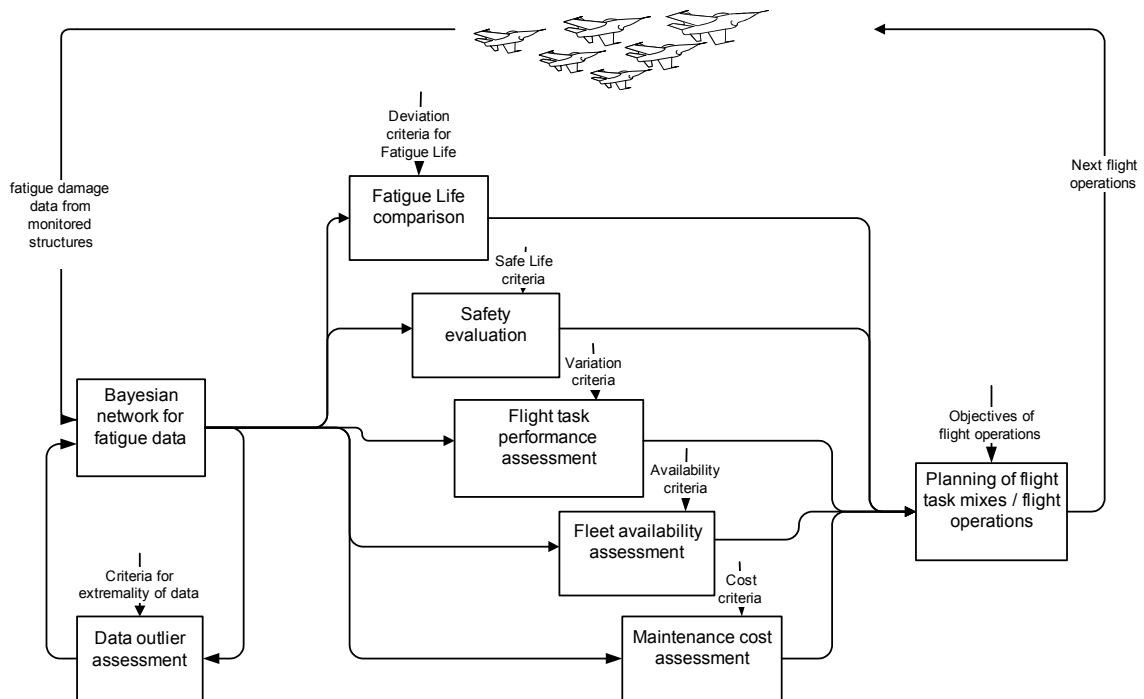 Deviation
criteria for
Fatigue Life
Fatigue Life
comparison
Next flight
operations
fatigue damage
data from
monitored
structures
Safe Life
criteria
Safety
evaluation
Variation
criteria
Bayesian
network for
fatigue data
Flight task
performance
assessment
Objectives of
flight operations
Availability
criteria
Planning of flight
task mixes / flight
operations
Fleet availability
assessment
Criteria for
extremality of data
Cost
criteria
Data outlier
assessment
Maintenance cost
assessment